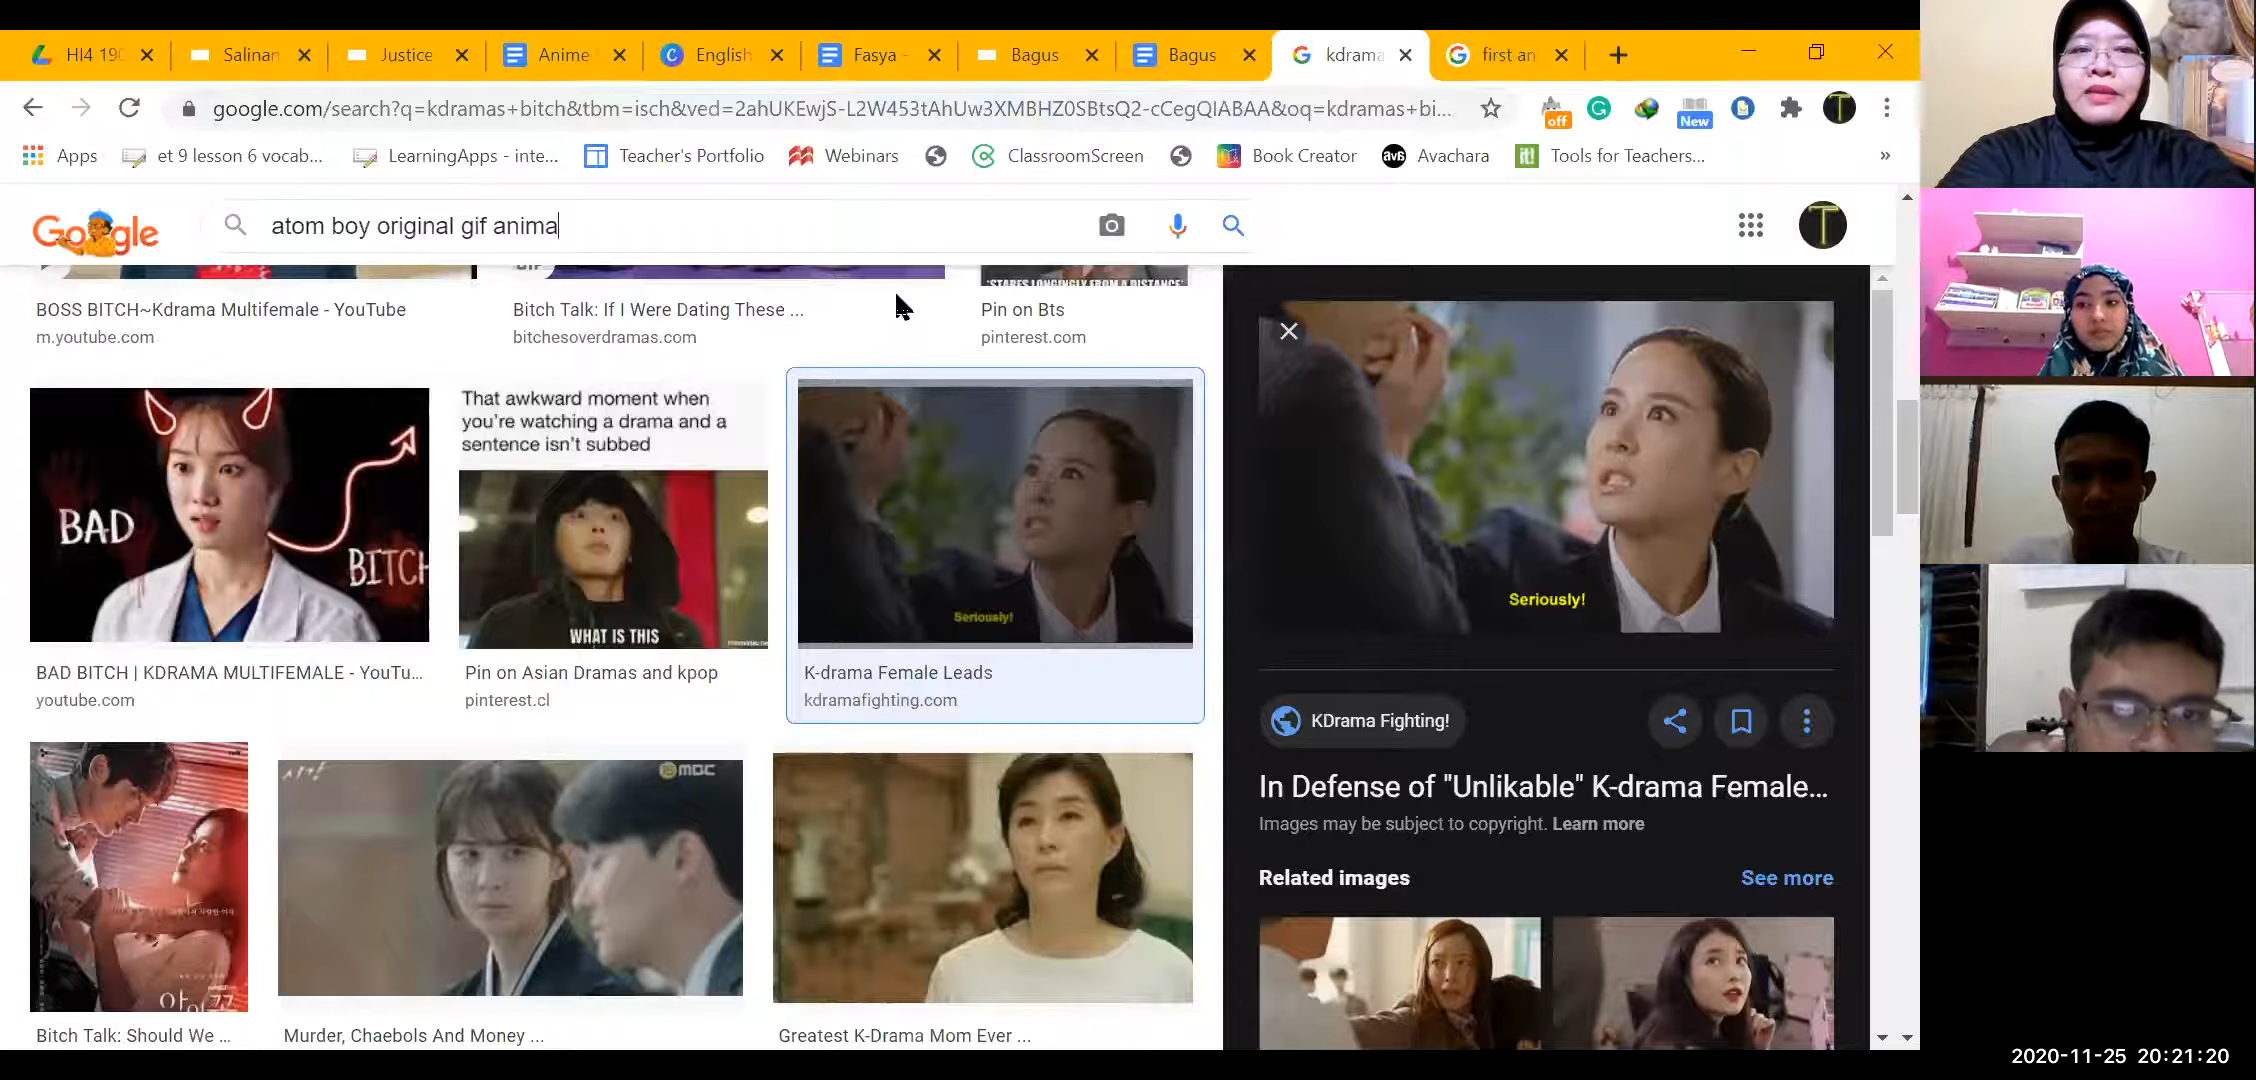 HI4 190
Salinan
Justice
Anime
English
Fasya -
Bagus
Bagus
kdrama
first an
google.com/search?q=kdramas+bitch&tbm=isch&ved=2ahUKEwjS-L2W453tAhUw3XMBHZ0SBtsQ2-cCegQIABAA&oq=kdramas+bi...
off
New
T
Apps
et 9 lesson 6 vocab...
LearningApps - inte...
Teacher's Portfolio
Webinars
ClassroomScreen
Book Creator
Avachara
Tools for Teachers...
Google
atom boy original gif anima
T
GIF
'STARES LONGINGLY FROM A DISTANCE'
BOSS BITCH~Kdrama Multifemale - YouTube
m.youtube.com
Bitch Talk: If I Were Dating These ...
bitchesoverdramas.com
Pin on Bts
pinterest.com
BAD
BITCH
That awkward moment when
you're watching a drama and a
sentence isn't subbed
WHAT IS THIS
Seriously!
Seriously!
BAD BITCH | KDRAMA MULTIFEMALE - YouTu...
youtube.com
Pin on Asian Dramas and kpop
pinterest.cl
K-drama Female Leads
kdramafighting.com
KDrama Fighting!
In Defense of "Unlikable" K-drama Female...
Images may be subject to copyright. Learn more
Related images
See more
MBC
Bitch Talk: Should We ...
Murder, Chaebols And Money ...
Greatest K-Drama Mom Ever ...
2020-11-25 20:21:20